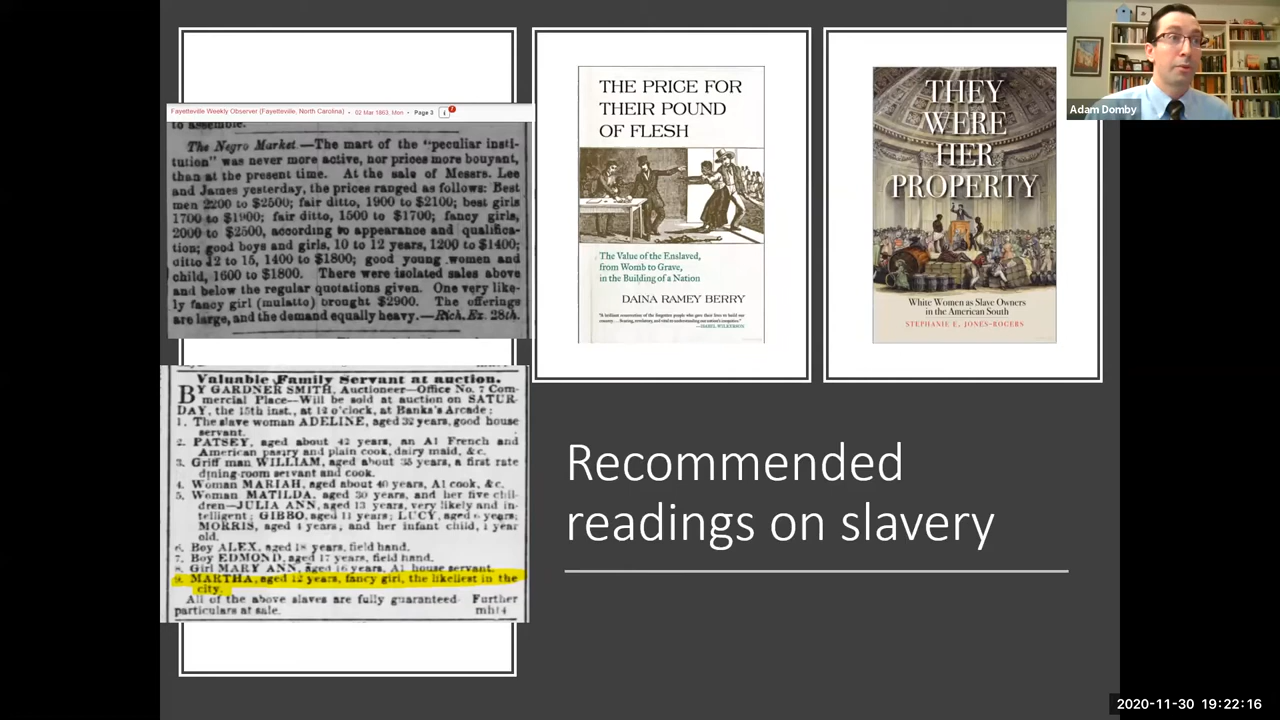 Fayetteville Weekly Observer (Fayetteville, North Carolina) • 02 Mar 1863, Mon • Page 3
to assemble.
The Negro Market.—The mart of the "peculiar insti-
tution" was never more active, nor prices more bouyant,
than at the present time. At the sale of Messrs. Lee
and James yesterday, the prices ranged as follows: Best
men 2200 to $2500; fair ditto, 1900 to $2100; best girls
1700 to $1900; fair ditto, 1500 to $1700; fancy girls,
2000 to $2500, according to appearance and qualifica-
tion; good boys and girls, 10 to 12 years, 1200 to $1400;
ditto 12 to 15, 1400 to $1800; good young women and
child, 1600 to $1800. There were isolated sales above
and below the regular quotations given. One very like-
ly fancy girl (mulatto) brought $2900. The offerings
are large, and the demand equally heavy.—Rich. Ex. 28th.
Valuable Family Servant at auction.
BY GARDNER SMITH, Auctioneer—Office No. 7 Com-
mercial Place—Will be sold at auction on SATUR-
DAY, the 15th inst., at 12 o'clock, at Banks's Arcade:
1. The slave woman ADELINE, aged 32 years, good house
servant.
2. PATSEY, aged about 42 years, an A1 French and
American pastry and plain cook, dairy maid, &c.
3. Griff man WILLIAM, aged about 35 years, a first rate
dining-room servant and cook.
4. Woman MARIAH, aged about 40 years, A1 cook, &c.
5. Woman MATILDA, aged 30 years, and her five chil-
dren—JULIA ANN, aged 13 years, very likely and in-
telligent; GIBBO, aged 11 years; LUCY, aged 6 years;
MORRIS, aged 4 years; and her infant child, 1 year
old.
6. Boy ALEX, aged 18 years, field hand.
7. Boy EDMOND, aged 17 years, field hand.
8. Girl MARY ANN, aged 16 years, A1 house servant.
9. MARTHA, aged 12 years, fancy girl, the likeliest in the
city.
All of the above slaves are fully guaranteed Further
particulars at sale. mh14
THE PRICE FOR
THEIR POUND
OF FLESH
The Value of the Enslaved,
from Womb to Grave,
in the Building of a Nation
DAINA RAMEY BERRY
—ISABEL WILKERSON
THEY
WERE
HER
PROPERTY
White Women as Slave Owners
in the American South
STEPHANIE E. JONES-ROGERS
Recommended
readings on slavery
Adam Domby
2020-11-30 19:22:16